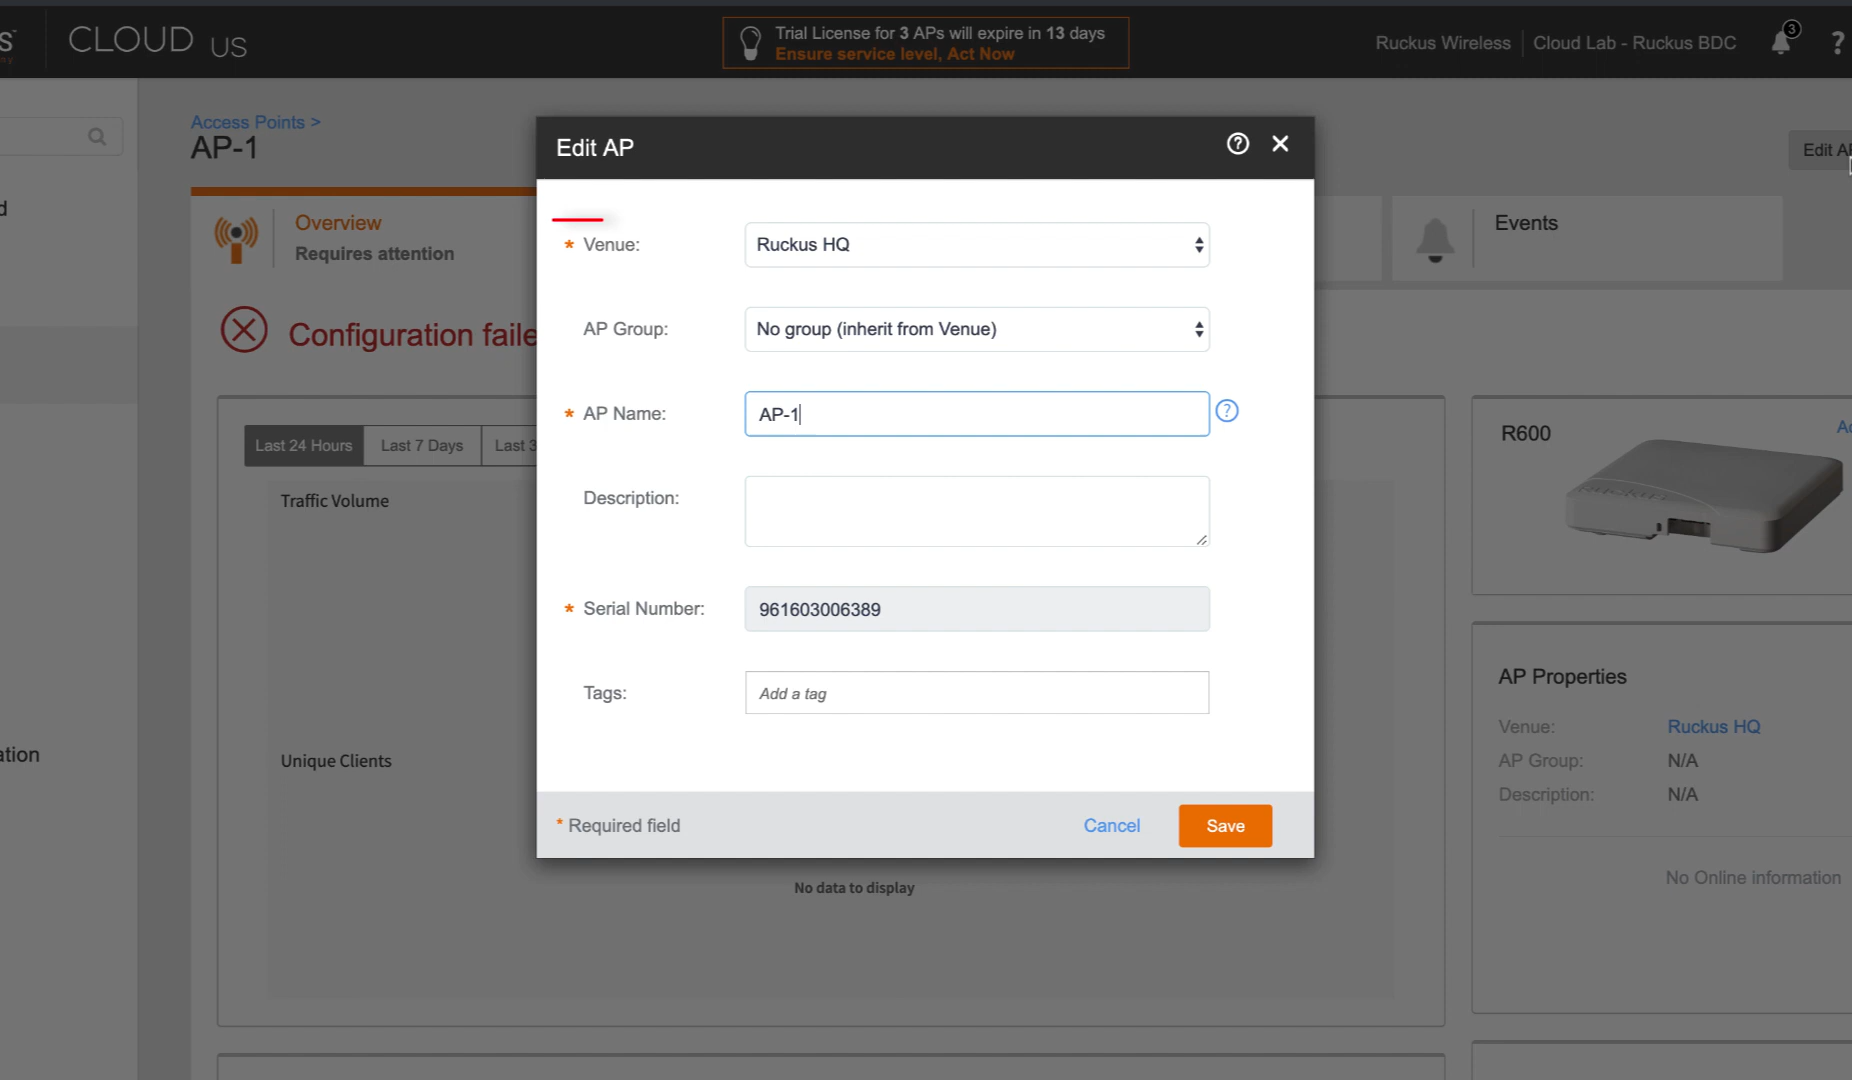 CLOUD US
Trial License for 3 APs will expire in 13 days
Ensure service level, Act Now
Ruckus Wireless
Cloud Lab - Ruckus BDC
3
?
Access Points >
AP-1
Edit AP
Overview
Requires attention
Events
Configuration faile
Last 24 Hours
Last 7 Days
Last 3
Traffic Volume
Unique Clients
No data to display
Edit AP
?
* Venue:
Ruckus HQ
AP Group:
No group (inherit from Venue)
* AP Name:
AP-1
?
Description:
* Serial Number:
961603006389
Tags:
Add a tag
* Required field
Cancel
Save
R600
AP Properties
Venue:
Ruckus HQ
AP Group:
N/A
Description:
N/A
No Online information
ation